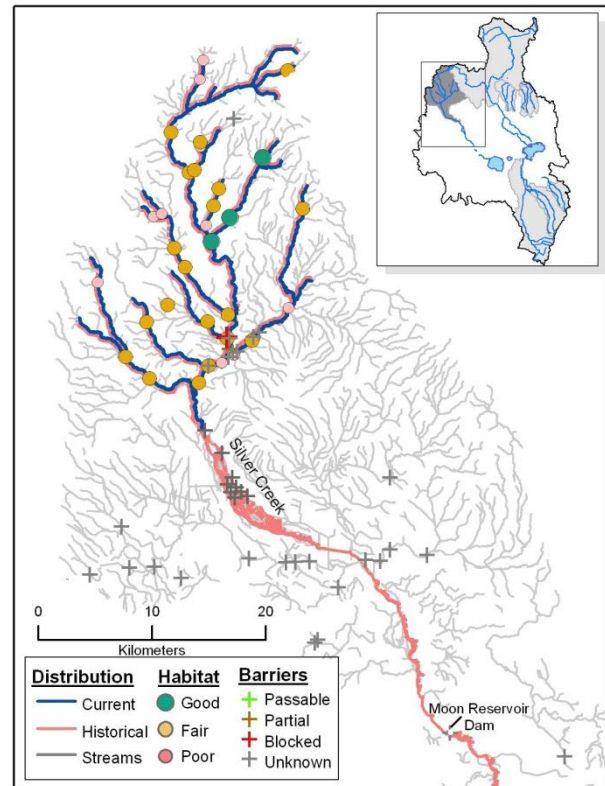 Silver Creek
0 10 20
Kilometers
Moon Reservoir
Dam
Distribution Habitat Barriers
Current Good Passable
Historical Fair Partial
Streams Poor Blocked
Unknown